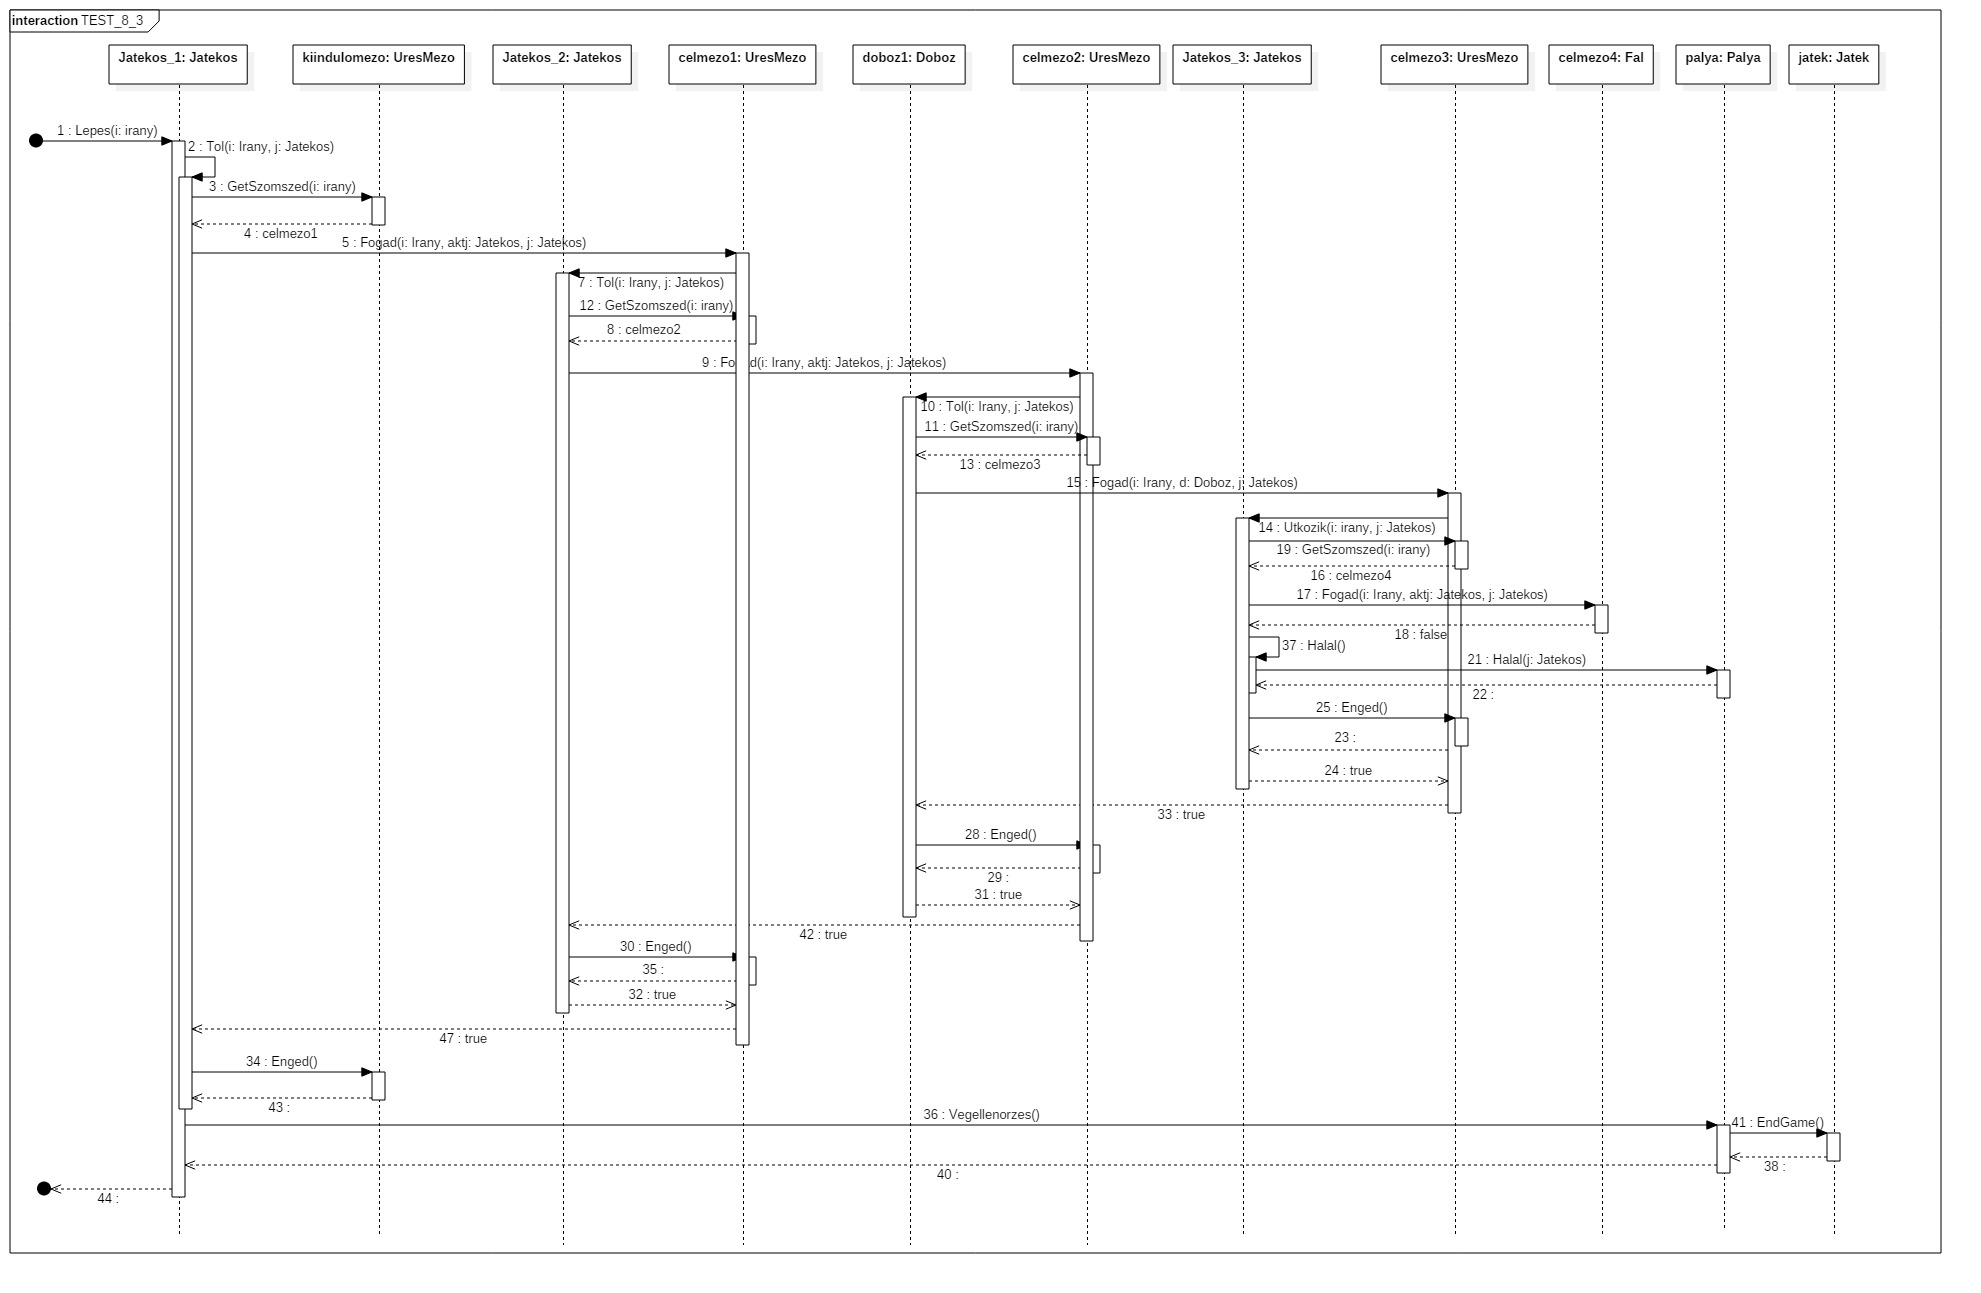 interaction TEST_8_3
Jatekos_1: Jatekos
kiindulomezo: UresMezo
Jatekos_2: Jatekos
celmezo1: UresMezo
doboz1: Doboz
celmezo2: UresMezo
Jatekos_3: Jatekos
celmezo3: UresMezo
celmezo4: Fal
palya: Palya
jatek: Jatek
1 : Lepes(i: irany)
2 : Tol(i: Irany, j: Jatekos)
3 : GetSzomszed(i: irany)
4 : celmezo1
5 : Fogad(i: Irany, aktj: Jatekos, j: Jatekos)
7 : Tol(i: Irany, j: Jatekos)
12 : GetSzomszed(i: irany)
8 : celmezo2
9 : Fogad(i: Irany, aktj: Jatekos, j: Jatekos)
10 : Tol(i: Irany, j: Jatekos)
11 : GetSzomszed(i: irany)
13 : celmezo3
15 : Fogad(i: Irany, d: Doboz, j: Jatekos)
14 : Utkozik(i: irany, j: Jatekos)
19 : GetSzomszed(i: irany)
16 : celmezo4
17 : Fogad(i: Irany, aktj: Jatekos, j: Jatekos)
18 : false
37 : Halal()
21 : Halal(j: Jatekos)
22 :
25 : Enged()
23 :
24 : true
33 : true
28 : Enged()
29 :
31 : true
42 : true
30 : Enged()
35 :
32 : true
47 : true
34 : Enged()
43 :
36 : Vegellenorzes()
41 : EndGame()
38 :
40 :
44 :